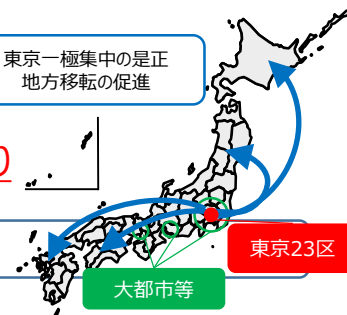 東京一極集中の是正
地方移転の促進
東京23区
大都市等